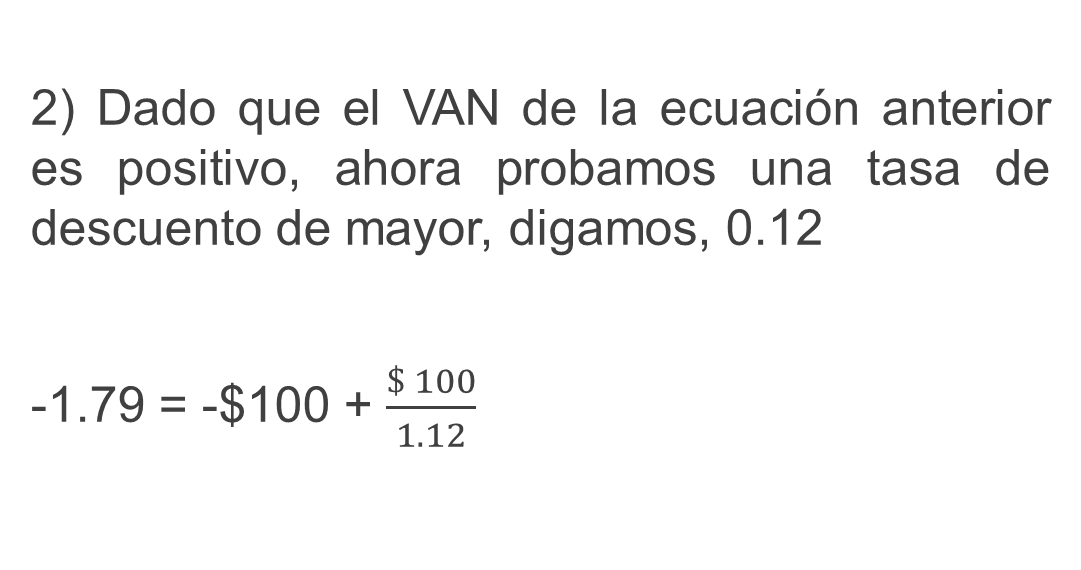 2) Dado que el VAN de la ecuación anterior
es positivo, ahora probamos una tasa de
descuento de mayor, digamos, 0.12
-1.79 = -$100 + $ 100 / 1.12